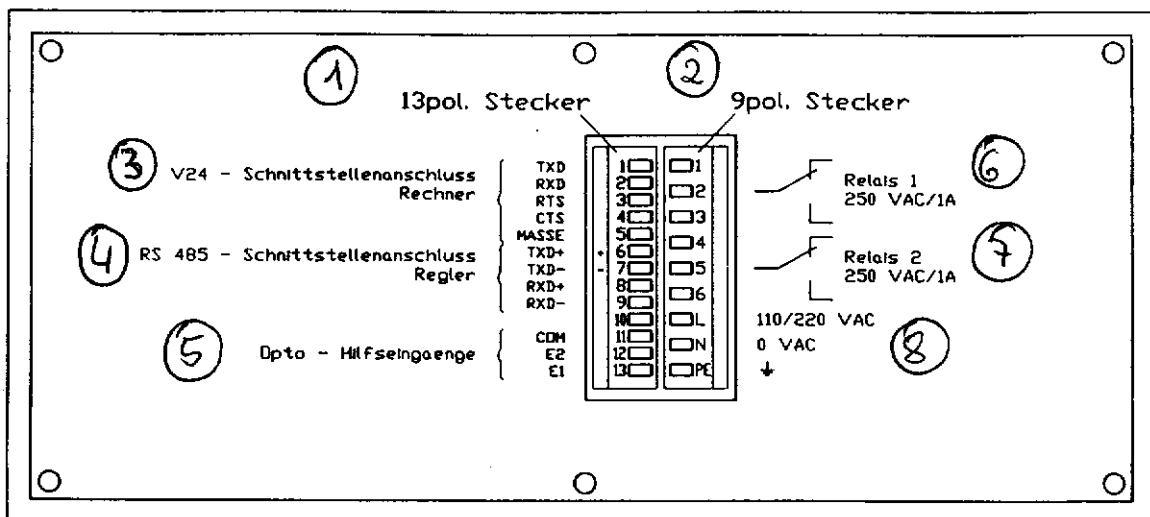 1
2
13pol. Stecker
9pol. Stecker
3
V24 - Schnittstellenanschluss
Rechner
4
RS 485 - Schnittstellenanschluss
Regler
5
Opto - Hilfseingaenge
TXD
RXD
RTS
CTS
MASSE
+ TXD+
- TXD-
RXD+
RXD-
COM
E2
E1
1
2
3
4
5
6
7
8
9
10
11
12
13
1
2
3
4
5
6
L
N
PE
Relais 1
250 VAC/1A
6
Relais 2
250 VAC/1A
7
110/220 VAC
0 VAC
8